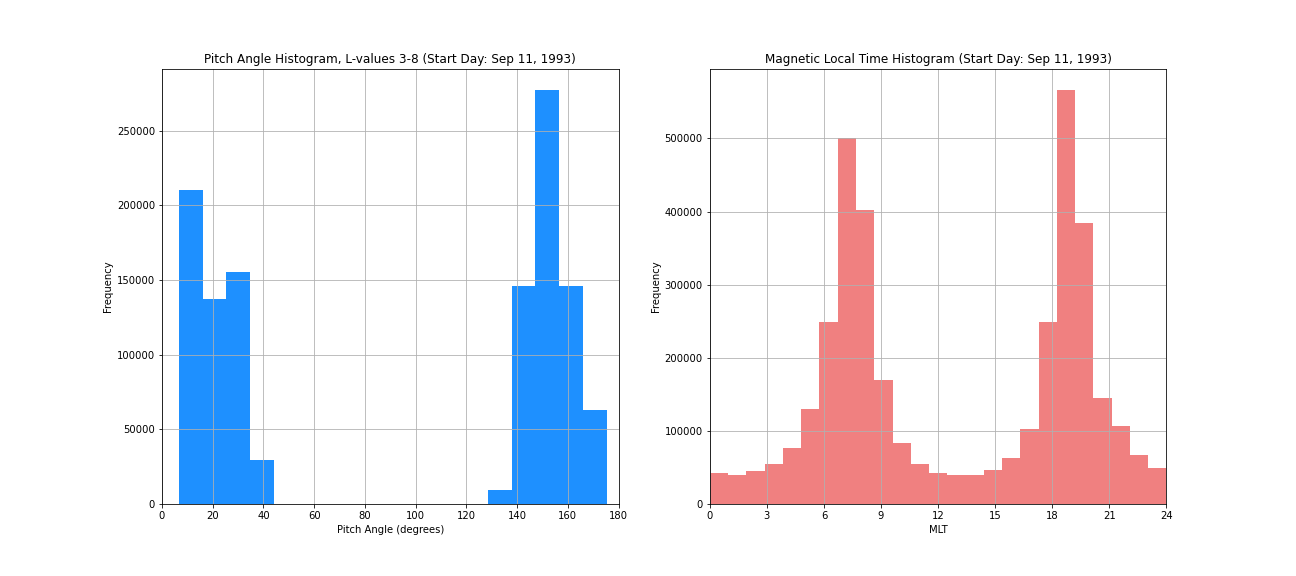 Pitch Angle Histogram, L-values 3-8 (Start Day: Sep 11, 1993)
Frequency
250000
200000
150000
100000
50000
0
0 20 40 60 80 100 120 140 160 180
Pitch Angle (degrees)
Magnetic Local Time Histogram (Start Day: Sep 11, 1993)
Frequency
500000
400000
300000
200000
100000
0
0 3 6 9 12 15 18 21 24
MLT